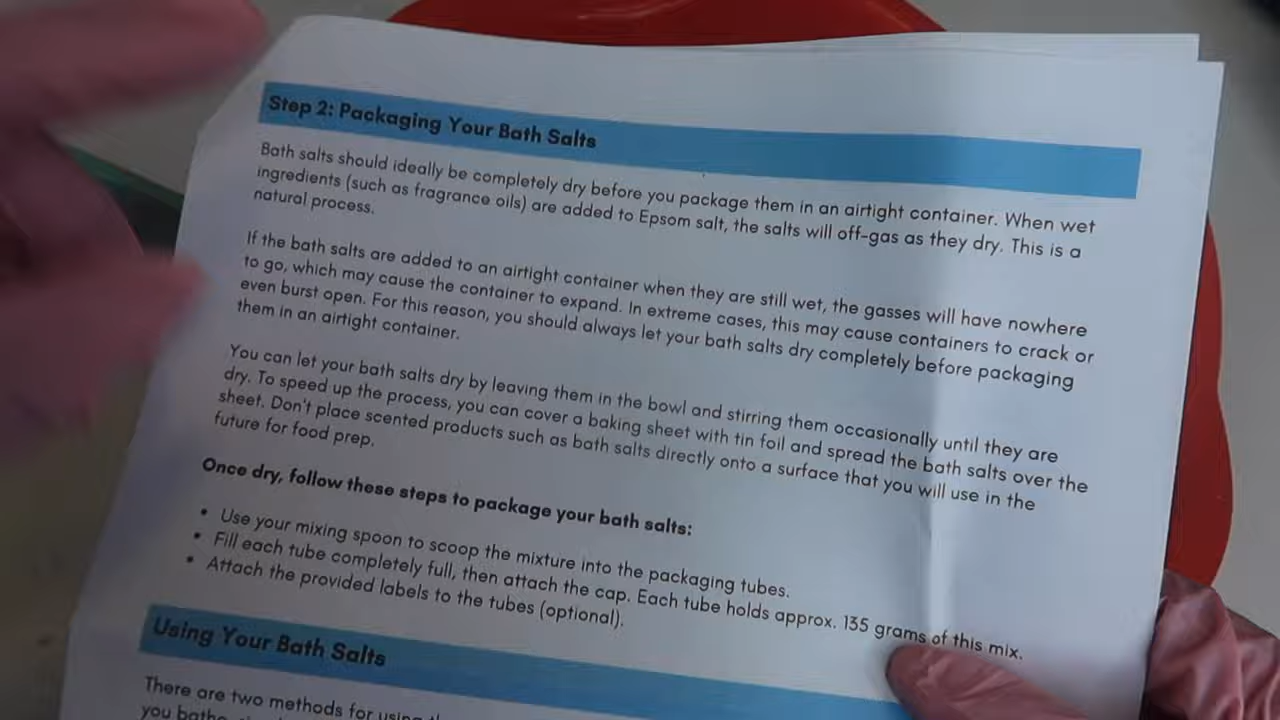 Step 2: Packaging Your Bath Salts
Bath salts should ideally be completely dry before you package them in an airtight container. When wet
ingredients (such as fragrance oils) are added to Epsom salt, the salts will off-gas as they dry. This is a
natural process.
If the bath salts are added to an airtight container when they are still wet, the gasses will have nowhere
to go, which may cause the container to expand. In extreme cases, this may cause containers to crack or
even burst open. For this reason, you should always let your bath salts dry completely before packaging
them in an airtight container.
You can let your bath salts dry by leaving them in the bowl and stirring them occasionally until they are
dry. To speed up the process, you can cover a baking sheet with tin foil and spread the bath salts over the
sheet. Don't place scented products such as bath salts directly onto a surface that you will use in the
future for food prep.
Once dry, follow these steps to package your bath salts:
• Use your mixing spoon to scoop the mixture into the packaging tubes.
• Fill each tube completely full, then attach the cap. Each tube holds approx. 135 grams of this mix.
• Attach the provided labels to the tubes (optional).
Using Your Bath Salts
There are two methods for using
you bathe